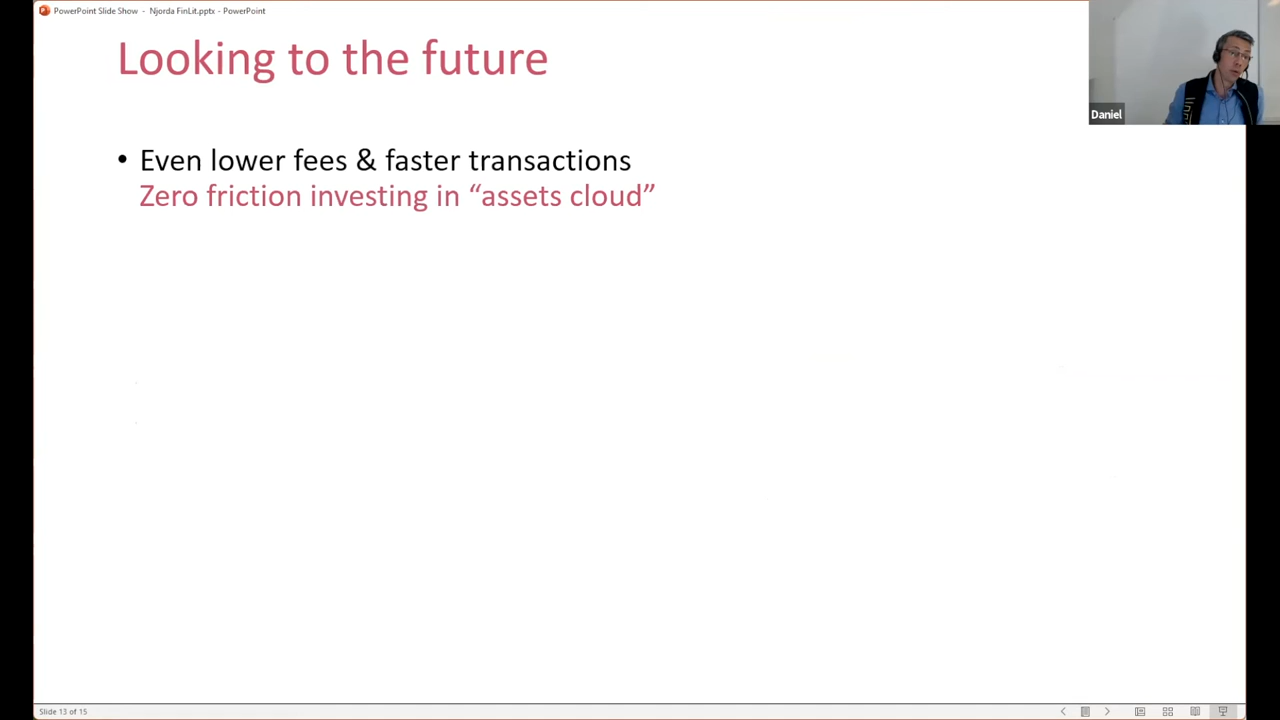 PowerPoint Slide Show - Njorda FinLit.pptx - PowerPoint
Looking to the future
Daniel
• Even lower fees & faster transactions
Zero friction investing in “assets cloud”
Slide 13 of 15